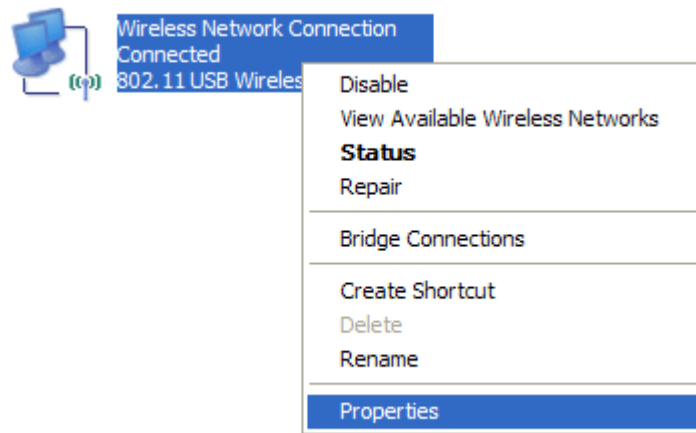 Wireless Network Connection
Connected
802.11 USB Wireles
Disable
View Available Wireless Networks
Status
Repair
Bridge Connections
Create Shortcut
Delete
Rename
Properties